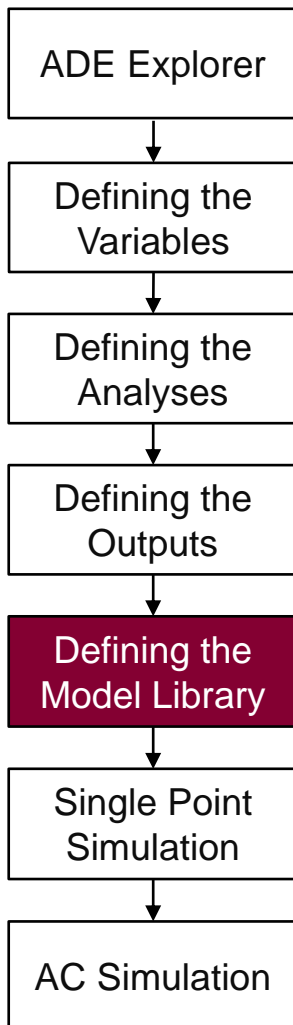 ADE Explorer
Defining the
Variables
Defining the
Analyses
Defining the
Outputs
Defining the
Model Library
Single Point
Simulation
AC Simulation